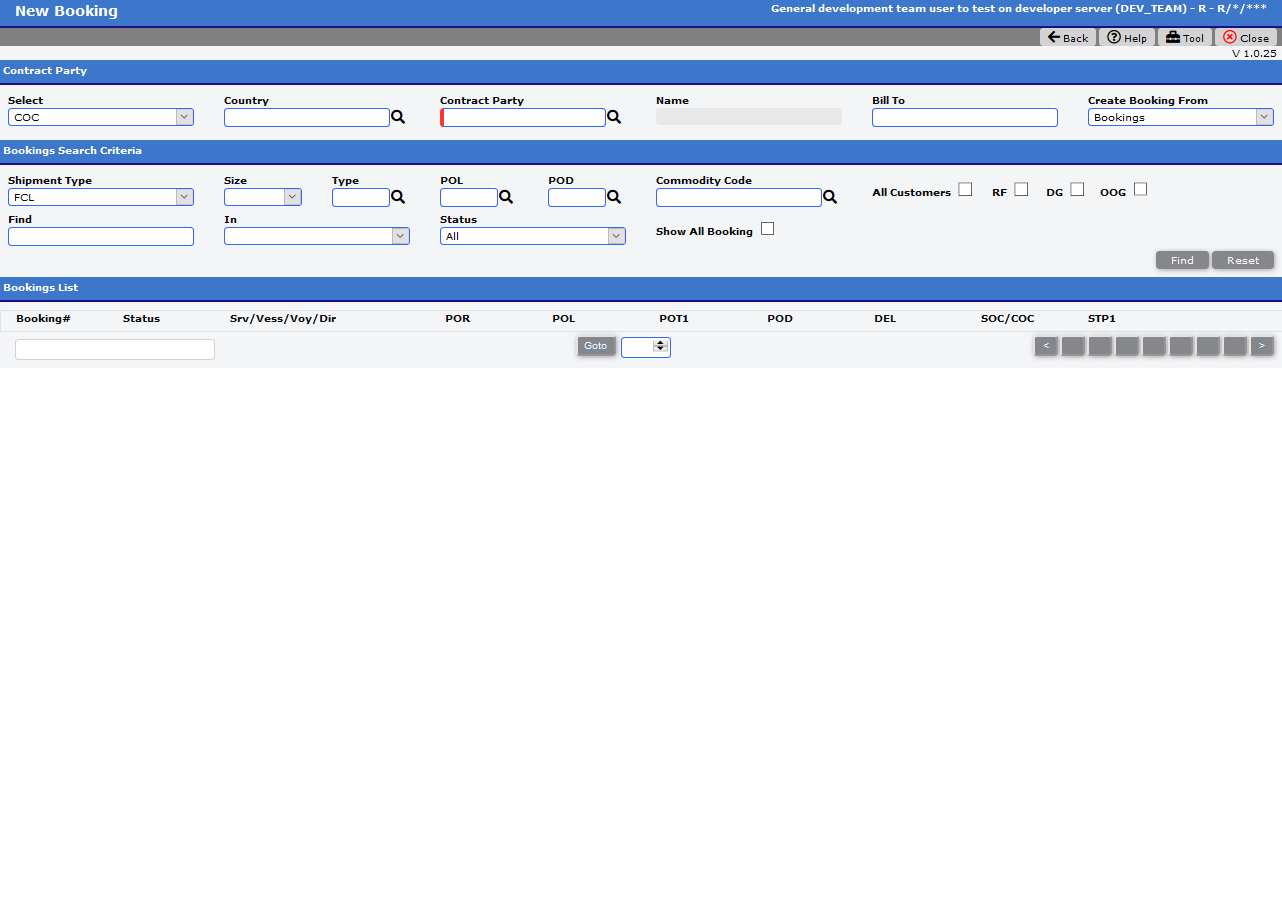 New Booking
General development team user to test on developer server (DEV_TEAM) - R - R/*/***
Back Help Tool Close
V 1.0.25
Contract Party
Select Country Contract Party Name Bill To Create Booking From
COC Bookings
Bookings Search Criteria
Shipment Type Size Type POL POD Commodity Code
FCL All Customers RF DG OOG
Find In Status
All Show All Booking
Find Reset
Bookings List
Booking# Status Srv/Vess/Voy/Dir POR POL POT1 POD DEL SOC/COC STP1
Goto < >